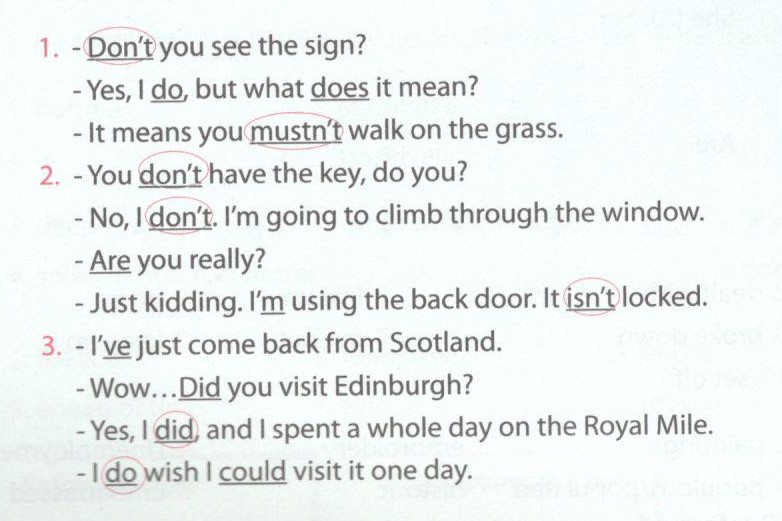 1. - Don't you see the sign?
- Yes, I do, but what does it mean?
- It means you mustn't walk on the grass.
2. - You don't have the key, do you?
- No, I don't. I'm going to climb through the window.
- Are you really?
- Just kidding. I'm using the back door. It isn't locked.
3. - I've just come back from Scotland.
- Wow…Did you visit Edinburgh?
- Yes, I did, and I spent a whole day on the Royal Mile.
- I do wish I could visit it one day.